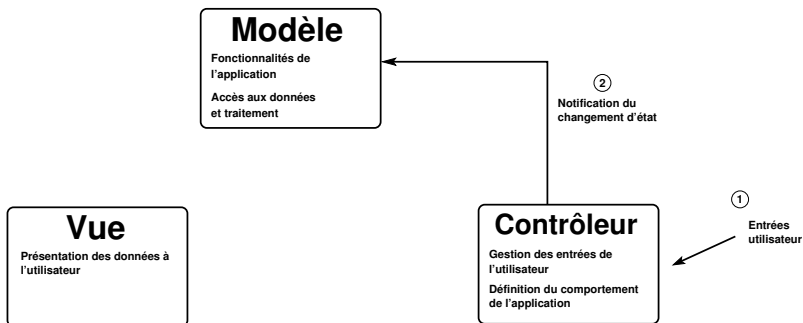 Modèle
Fonctionnalités de
l'application
Accès aux données
et traitement
2
Notification du
changement d'état
1
Entrées
utilisateur
Vue
Présentation des données à
l'utilisateur
Contrôleur
Gestion des entrées de
l'utilisateur
Définition du comportement
de l'application